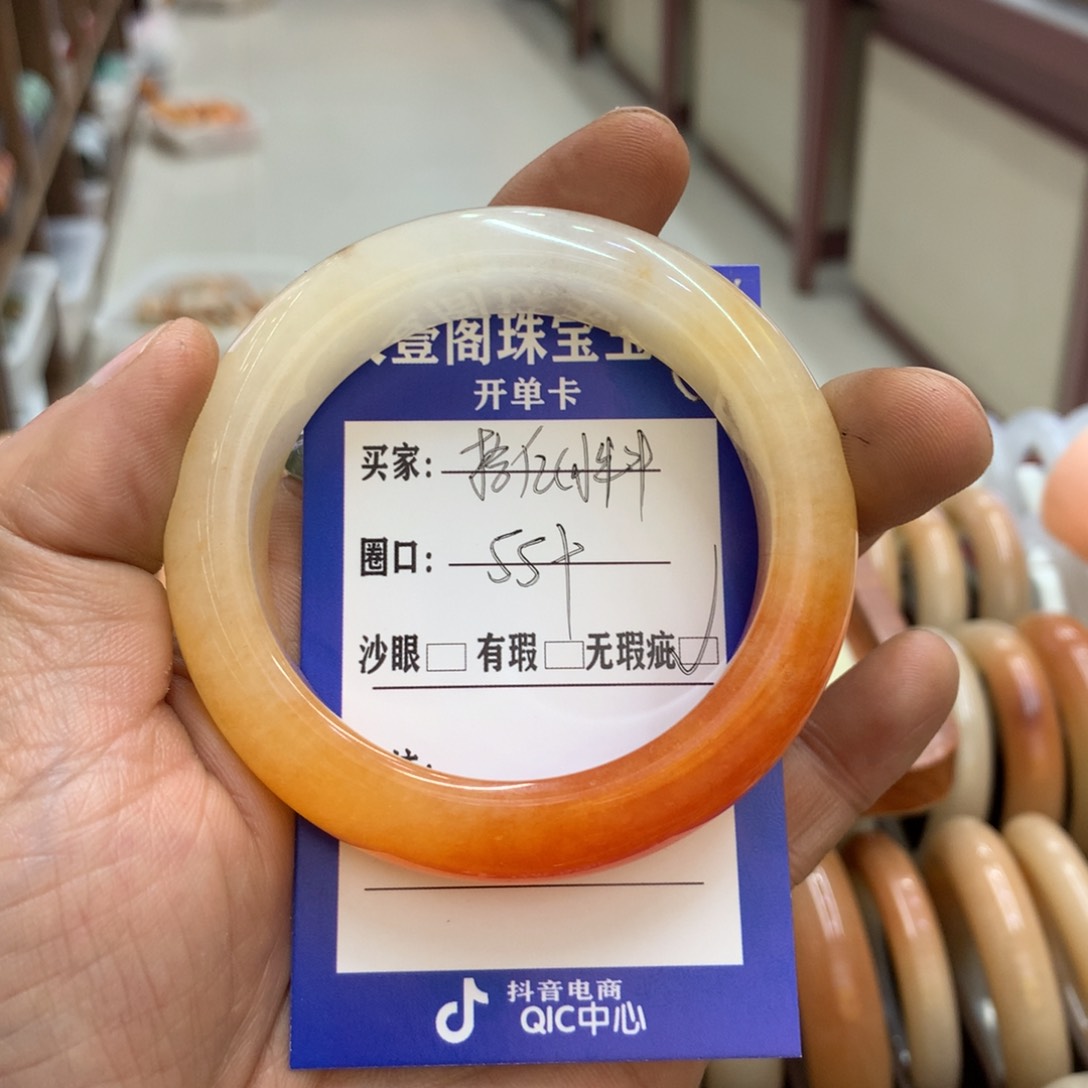 壹阁珠宝
开单卡
买家：
圈口： 55
沙眼□ 有瑕□ 无瑕疵□
抖音电商
QIC中心